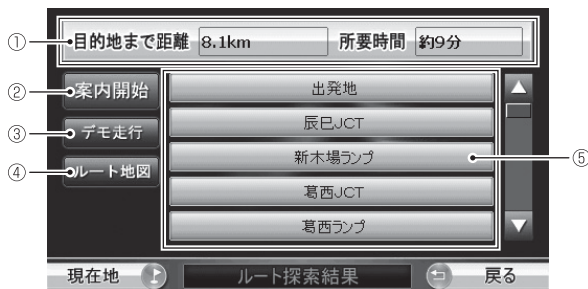 ① 目的地まで距離 8.1km 所要時間 約9分
② 案内開始
③ デモ走行
④ ルート地図
出発地
辰巳JCT
新木場ランプ ⑤
葛西JCT
葛西ランプ
現在地 ルート探索結果 戻る